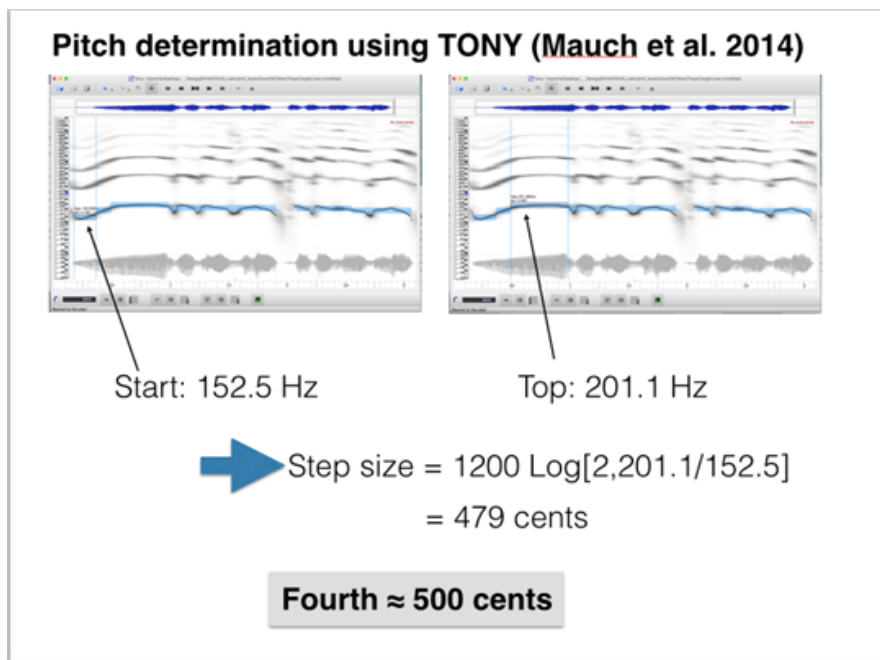 Pitch determination using TONY (Mauch et al. 2014)
Start: 152.5 Hz
Top: 201.1 Hz
Step size = 1200 Log[2,201.1/152.5]
= 479 cents
Fourth ≈ 500 cents